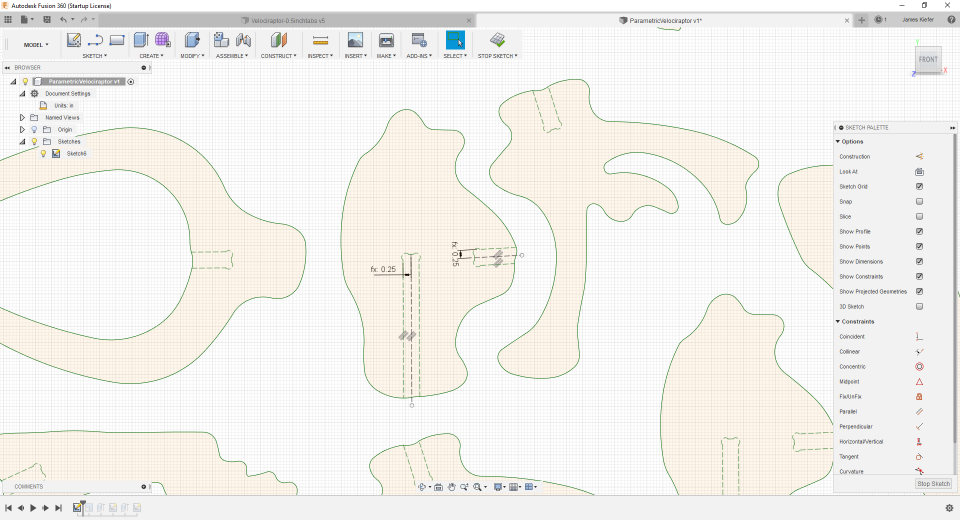 Autodesk Fusion 360 (Startup License)
Velociraptor-0.5inchtabs v5
ParametricVelociraptor v1*
1
James Kiefer
MODEL
SKETCH
CREATE
MODIFY
ASSEMBLE
CONSTRUCT
INSPECT
INSERT
MAKE
ADD-INS
SELECT
STOP SKETCH
BROWSER
ParametricVelociraptor v1
Document Settings
Units: in
Named Views
Origin
Sketches
Sketch6
FRONT
Y
Z
X
fx: 0.25
fx: 0.25
SKETCH PALETTE
Options
Construction
Look At
Sketch Grid
Snap
Slice
Show Profile
Show Points
Show Dimensions
Show Constraints
Show Projected Geometries
3D Sketch
Constraints
Coincident
Collinear
Concentric
Midpoint
Fix/UnFix
Parallel
Perpendicular
Horizontal/Vertical
Tangent
Curvature
Stop Sketch
COMMENTS